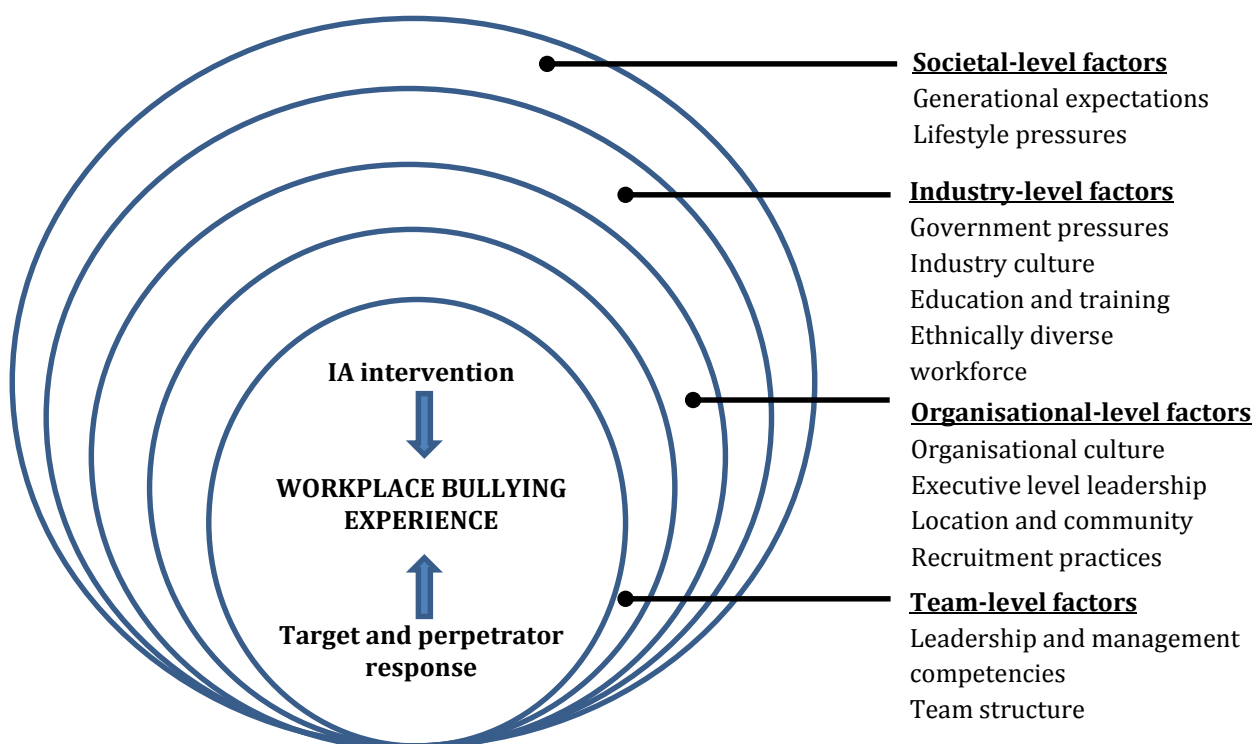 Societal-level factors
Generational expectations
Lifestyle pressures
Industry-level factors
Government pressures
Industry culture
Education and training
Ethnically diverse
workforce
Organisational-level factors
Organisational culture
Executive level leadership
Location and community
Recruitment practices
Team-level factors
Leadership and management
competencies
Team structure
IA intervention
WORKPLACE BULLYING
EXPERIENCE
Target and perpetrator
response